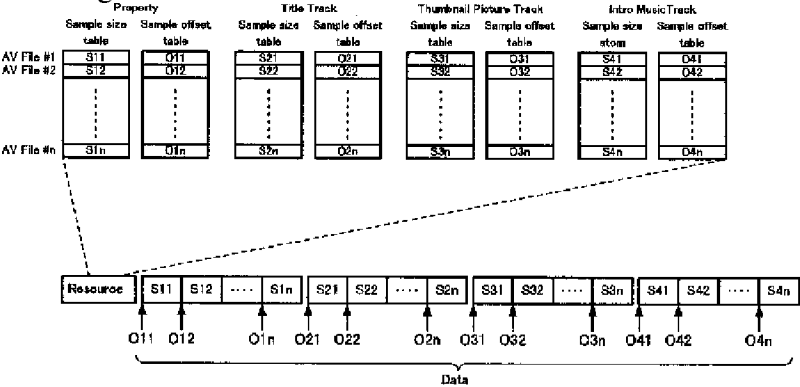 Property Title Track Thumbnail Picture Track Intro MusicTrack
Sample size Sample offset Sample size Sample offset Sample size Sample offset Sample size Sample offset
table table table table table table atom table
AV File #1 S11 O11 S21 O21 S31 O31 S41 O41
AV File #2 S12 O12 S22 O22 S32 O32 S42 O42
AV File #n S1n O1n S2n O2n S3n O3n S4n O4n
Resource S11 S12 S1n S21 S22 S2n S31 S32 S3n S41 S42 S4n
O11 O12 O1n O21 O22 O2n O31 O32 O3n O41 O42 O4n
Data